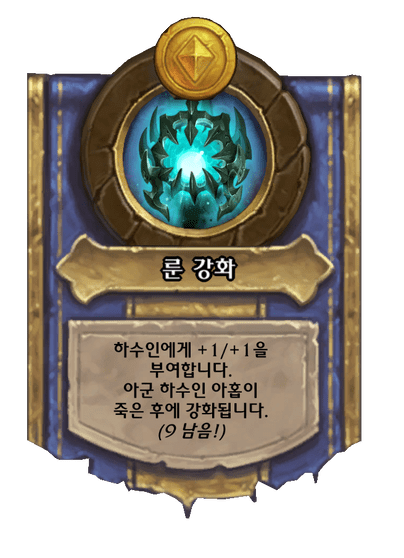 룬 강화
하수인에게 +1/+1을
부여합니다.
아군 하수인 아홉이
죽은 후에 강화됩니다.
(9 남음!)